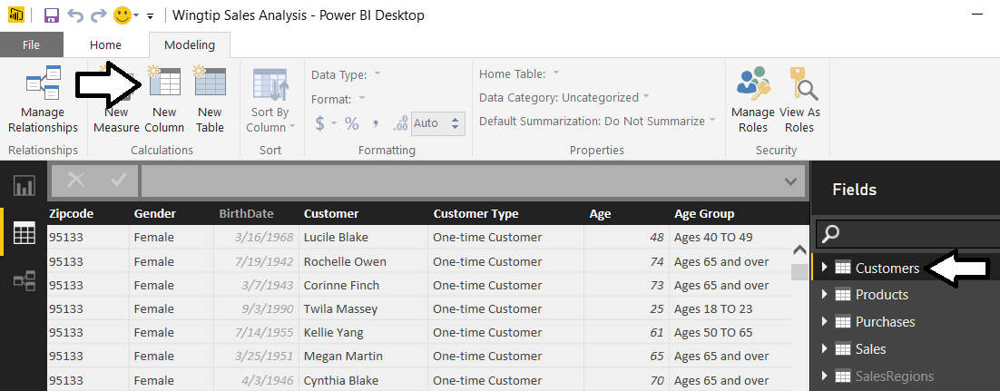 Wingtip Sales Analysis - Power BI Desktop
File Home Modeling
Manage Relationships
New Measure
New Column
New Table
Sort By Column
Data Type:
Format:
$ % , .00 Auto
Home Table:
Data Category: Uncategorized
Default Summarization: Do Not Summarize
Manage Roles
View As Roles
Relationships Calculations Sort Formatting Properties Security
Fields
Zipcode Gender BirthDate Customer Customer Type Age Age Group
95133 Female 3/16/1968 Lucile Blake One-time Customer 48 Ages 40 TO 49
95133 Female 7/19/1942 Rochelle Owen One-time Customer 74 Ages 65 and over
95133 Female 3/7/1943 Corinne Finch One-time Customer 73 Ages 65 and over
95133 Female 9/3/1990 Twila Massey One-time Customer 25 Ages 18 TO 23
95133 Female 7/14/1955 Kellie Yang One-time Customer 61 Ages 50 TO 65
95133 Female 3/25/1951 Megan Martin One-time Customer 65 Ages 65 and over
95133 Female 4/3/1946 Cynthia Blake One-time Customer 70 Ages 65 and over
Customers
Products
Purchases
Sales
SalesRegions